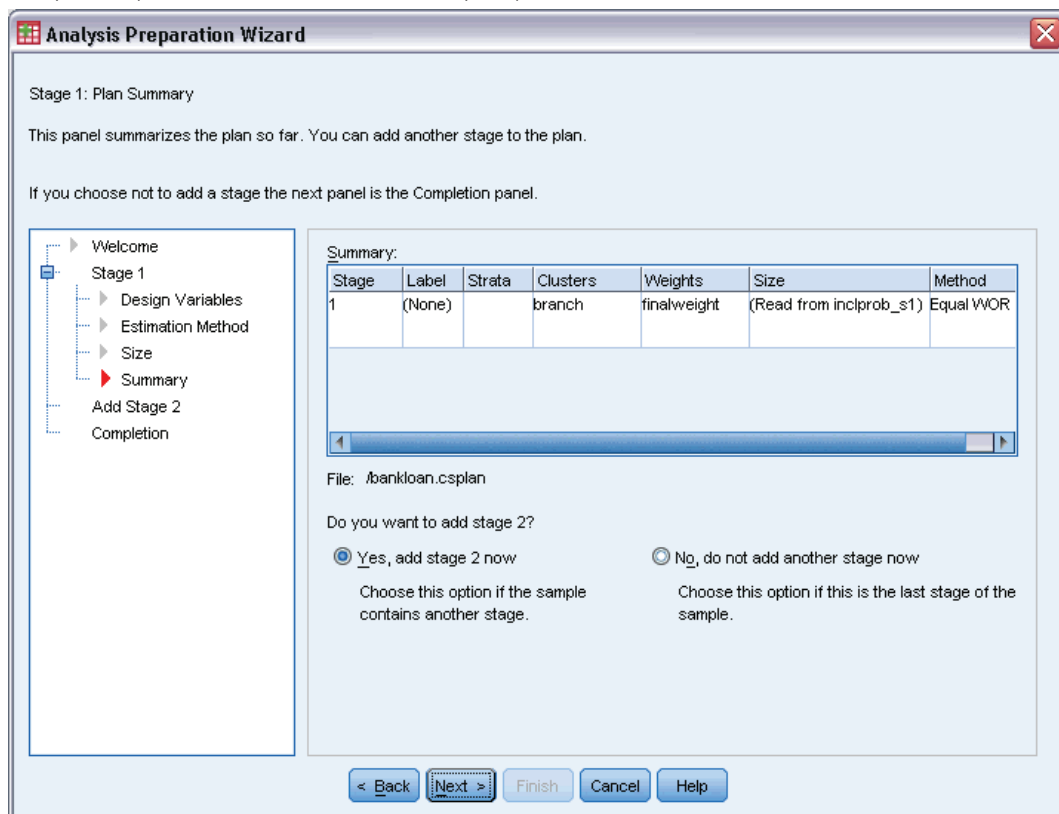 Analysis Preparation Wizard
Stage 1: Plan Summary
This panel summarizes the plan so far. You can add another stage to the plan.
If you choose not to add a stage the next panel is the Completion panel.
Welcome
Stage 1
Design Variables
Estimation Method
Size
Summary
Add Stage 2
Completion
Summary:
Stage Label Strata Clusters Weights Size Method
1 (None) branch finalweight (Read from inclprob_s1) Equal WOR
File: /bankloan.csplan
Do you want to add stage 2?
Yes, add stage 2 now
Choose this option if the sample
contains another stage.
No, do not add another stage now
Choose this option if this is the last stage of the
sample.
< Back Next > Finish Cancel Help